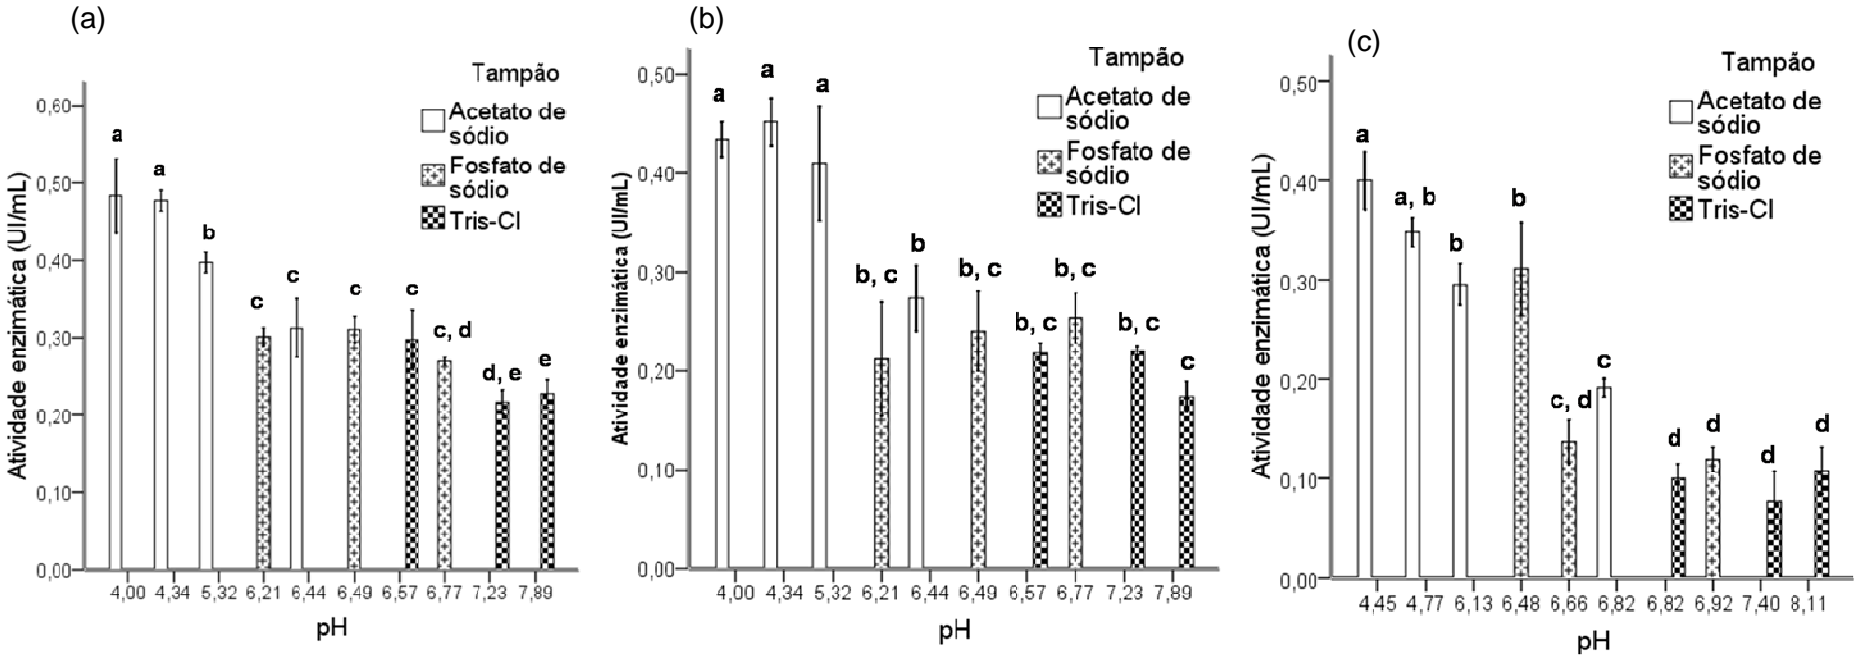 (a)
Atividade enzimática (UI/mL)
0,60
0,50
0,40
0,30
0,20
0,10
0,00
Tampão
Acetato de
sódio
Fosfato de
sódio
Tris-Cl
a
a
b
c
c
c
c
c, d
d, e
e
4,00 4,34 5,32 6,21 6,44 6,49 6,57 6,77 7,23 7,89
pH
(b)
Atividade enzimática (UI/mL)
0,50
0,40
0,30
0,20
0,10
0,00
Tampão
Acetato de
sódio
Fosfato de
sódio
Tris-Cl
a
a
a
b, c
b
b, c
b, c
b, c
b, c
c
4,00 4,34 5,32 6,21 6,44 6,49 6,57 6,77 7,23 7,89
pH
(c)
Atividade enzimática (UI/mL)
0,50
0,40
0,30
0,20
0,10
0,00
Tampão
Acetato de
sódio
Fosfato de
sódio
Tris-Cl
a
a, b
b
b
c, d
c
d
d
d
d
4,45 4,77 6,13 6,48 6,66 6,82 6,82 6,92 7,40 8,11
pH